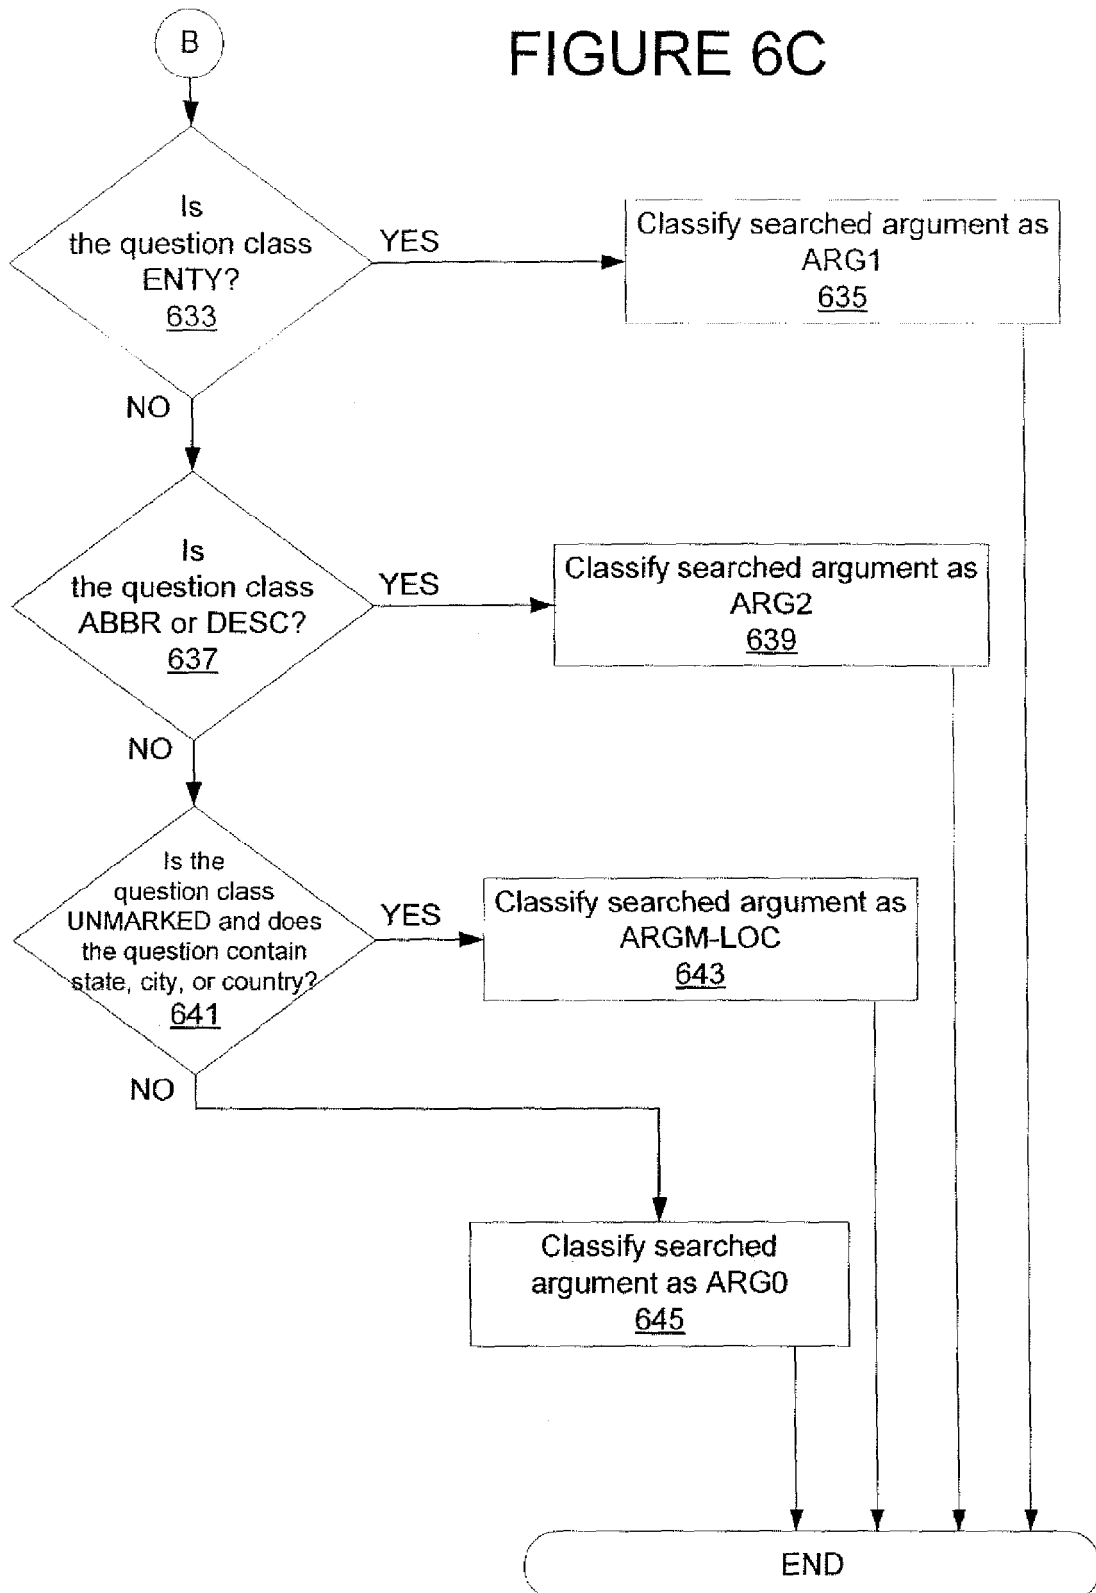 B
FIGURE 6C
Is
the question class
ENTY?
633
YES
Classify searched argument as
ARG1
635
NO
Is
the question class
ABBR or DESC?
637
YES
Classify searched argument as
ARG2
639
NO
Is the
question class
UNMARKED and does
the question contain
state, city, or country?
641
YES
Classify searched argument as
ARGM-LOC
643
NO
Classify searched
argument as ARG0
645
END